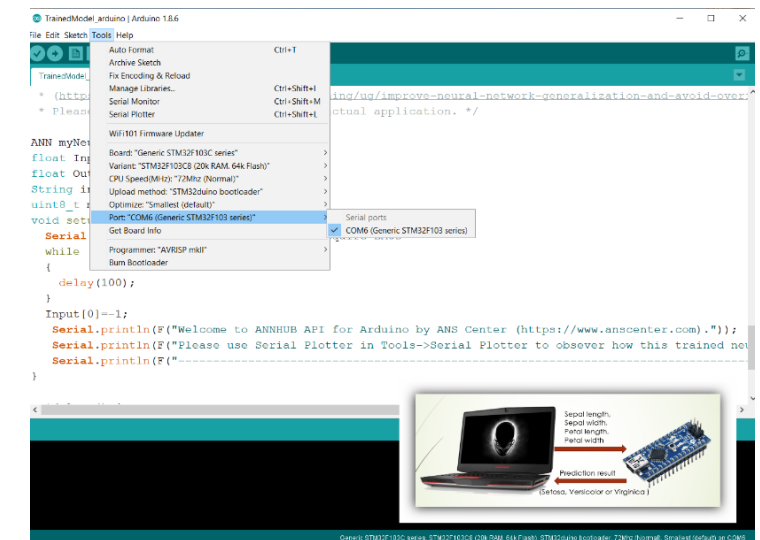 TrainedModel_arduino | Arduino 1.8.6
File Edit Sketch Tools Help
TrainedModel_
Auto Format Ctrl+T
Archive Sketch
Fix Encoding & Reload
Manage Libraries... Ctrl+Shift+I
Serial Monitor Ctrl+Shift+M
Serial Plotter Ctrl+Shift+L
WiFi101 Firmware Updater
Board: "Generic STM32F103C series"
Variant: "STM32F103C8 (20k RAM. 64k Flash)"
CPU Speed(MHz): "72Mhz (Normal)"
Upload method: "STM32duino bootloader"
Optimize: "Smallest (default)"
Port: "COM6 (Generic STM32F103 series)"
Get Board Info
Programmer: "AVRISP mkII"
Burn Bootloader
Serial ports
COM6 (Generic STM32F103 series)
* (http ing/ug/improve-neural-network-generalization-and-avoid-over
* Pleas ctual application. */
ANN myNe
float Inp
float Out
String in
uint8_t
void set
Serial
while
{
delay(100);
}
Input[0]=-1;
Serial.println(F("Welcome to ANNHUB API for Arduino by ANS Center (https://www.anscenter.com)."));
Serial.println(F("Please use Serial Plotter in Tools->Serial Plotter to obsever how this trained neu
Serial.println(F("-----------------------------------------------------------------------------
}
Sepal length,
Sepal width,
Petal length,
Petal width
Prediction result
(Setosa, Versicolor or Virginica )
Generic STM32F103C series, STM32F103C8 (20k RAM. 64k Flash), STM32duino bootloader, 72Mhz (Normal), Smallest (default) on COM6